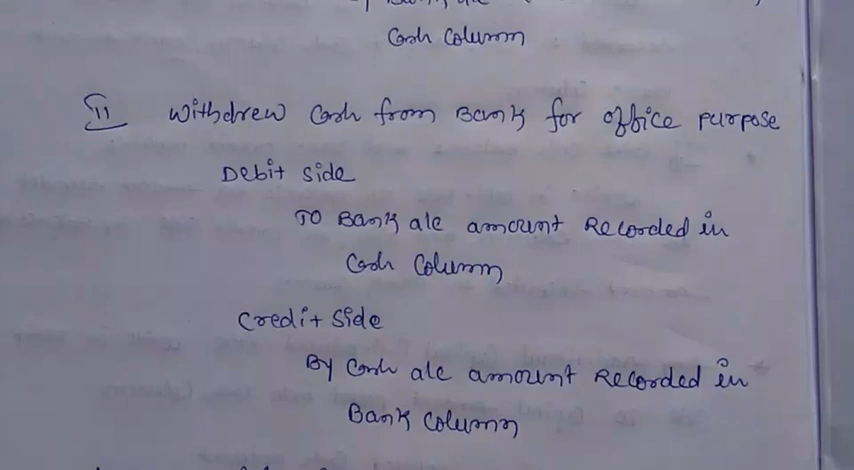 Cash Column
II Withdrew Cash from Bank for office purpose
Debit side
To Bank a/c amount Recorded in
Cash Column
Credit side
By Cash a/c amount Recorded in
Bank Column